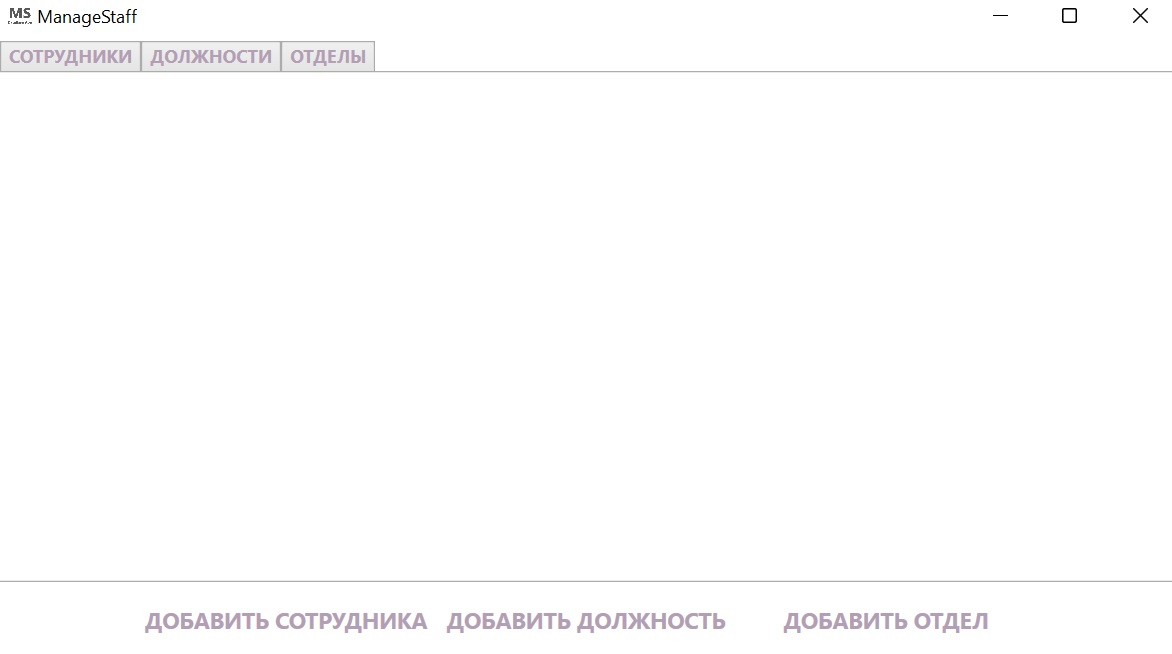 MS ManageStaff
СОТРУДНИКИ ДОЛЖНОСТИ ОТДЕЛЫ
ДОБАВИТЬ СОТРУДНИКА ДОБАВИТЬ ДОЛЖНОСТЬ ДОБАВИТЬ ОТДЕЛ